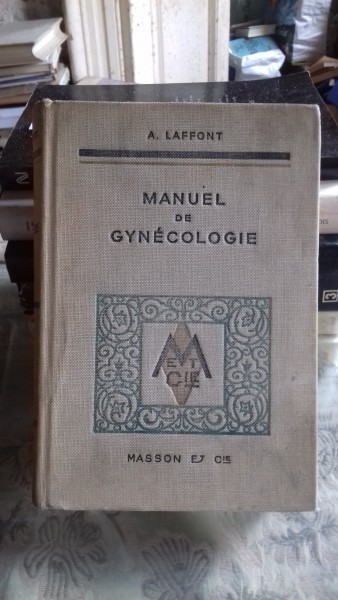 A. LAFFONT
MANUEL
DE
GYNÉCOLOGIE
M
ET
CIE
MASSON ET CIE